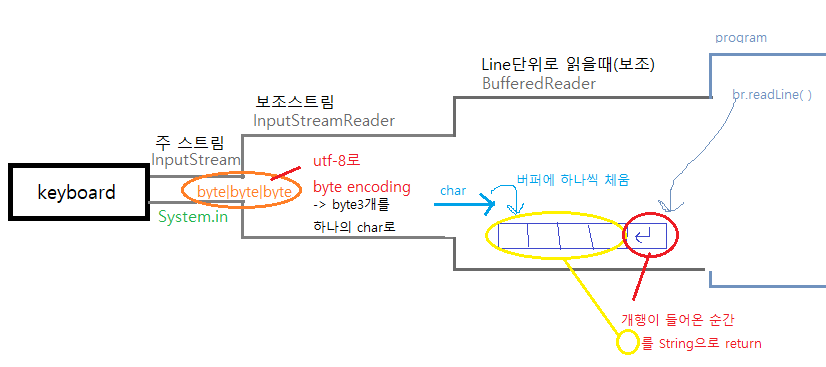 program
Line단위로 읽을때(보조)
BufferedReader
br.readLine( )
보조스트림
InputStreamReader
주 스트림
InputStream
keyboard
byte|byte|byte
System.in
utf-8로
byte encoding
-> byte3개를
하나의 char로
char
버퍼에 하나씩 채움
개행이 들어온 순간
를 String으로 return